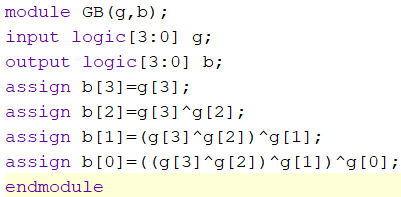 module GB(g,b);
input logic[3:0] g;
output logic[3:0] b;
assign b[3]=g[3];
assign b[2]=g[3]^g[2];
assign b[1]=(g[3]^g[2])^g[1];
assign b[0]=((g[3]^g[2])^g[1])^g[0];
endmodule